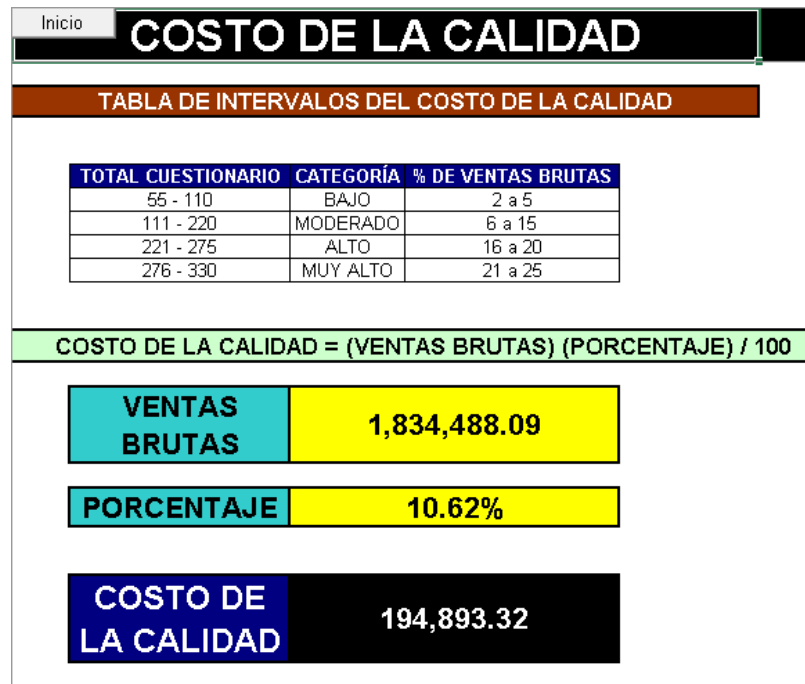 Inicio
COSTO DE LA CALIDAD
TABLA DE INTERVALOS DEL COSTO DE LA CALIDAD
TOTAL CUESTIONARIO CATEGORÍA % DE VENTAS BRUTAS
55 - 110 BAJO 2 a 5
111 - 220 MODERADO 6 a 15
221 - 275 ALTO 16 a 20
276 - 330 MUY ALTO 21 a 25
COSTO DE LA CALIDAD = (VENTAS BRUTAS) (PORCENTAJE) / 100
VENTAS
BRUTAS
1,834,488.09
PORCENTAJE 10.62%
COSTO DE
LA CALIDAD
194,893.32